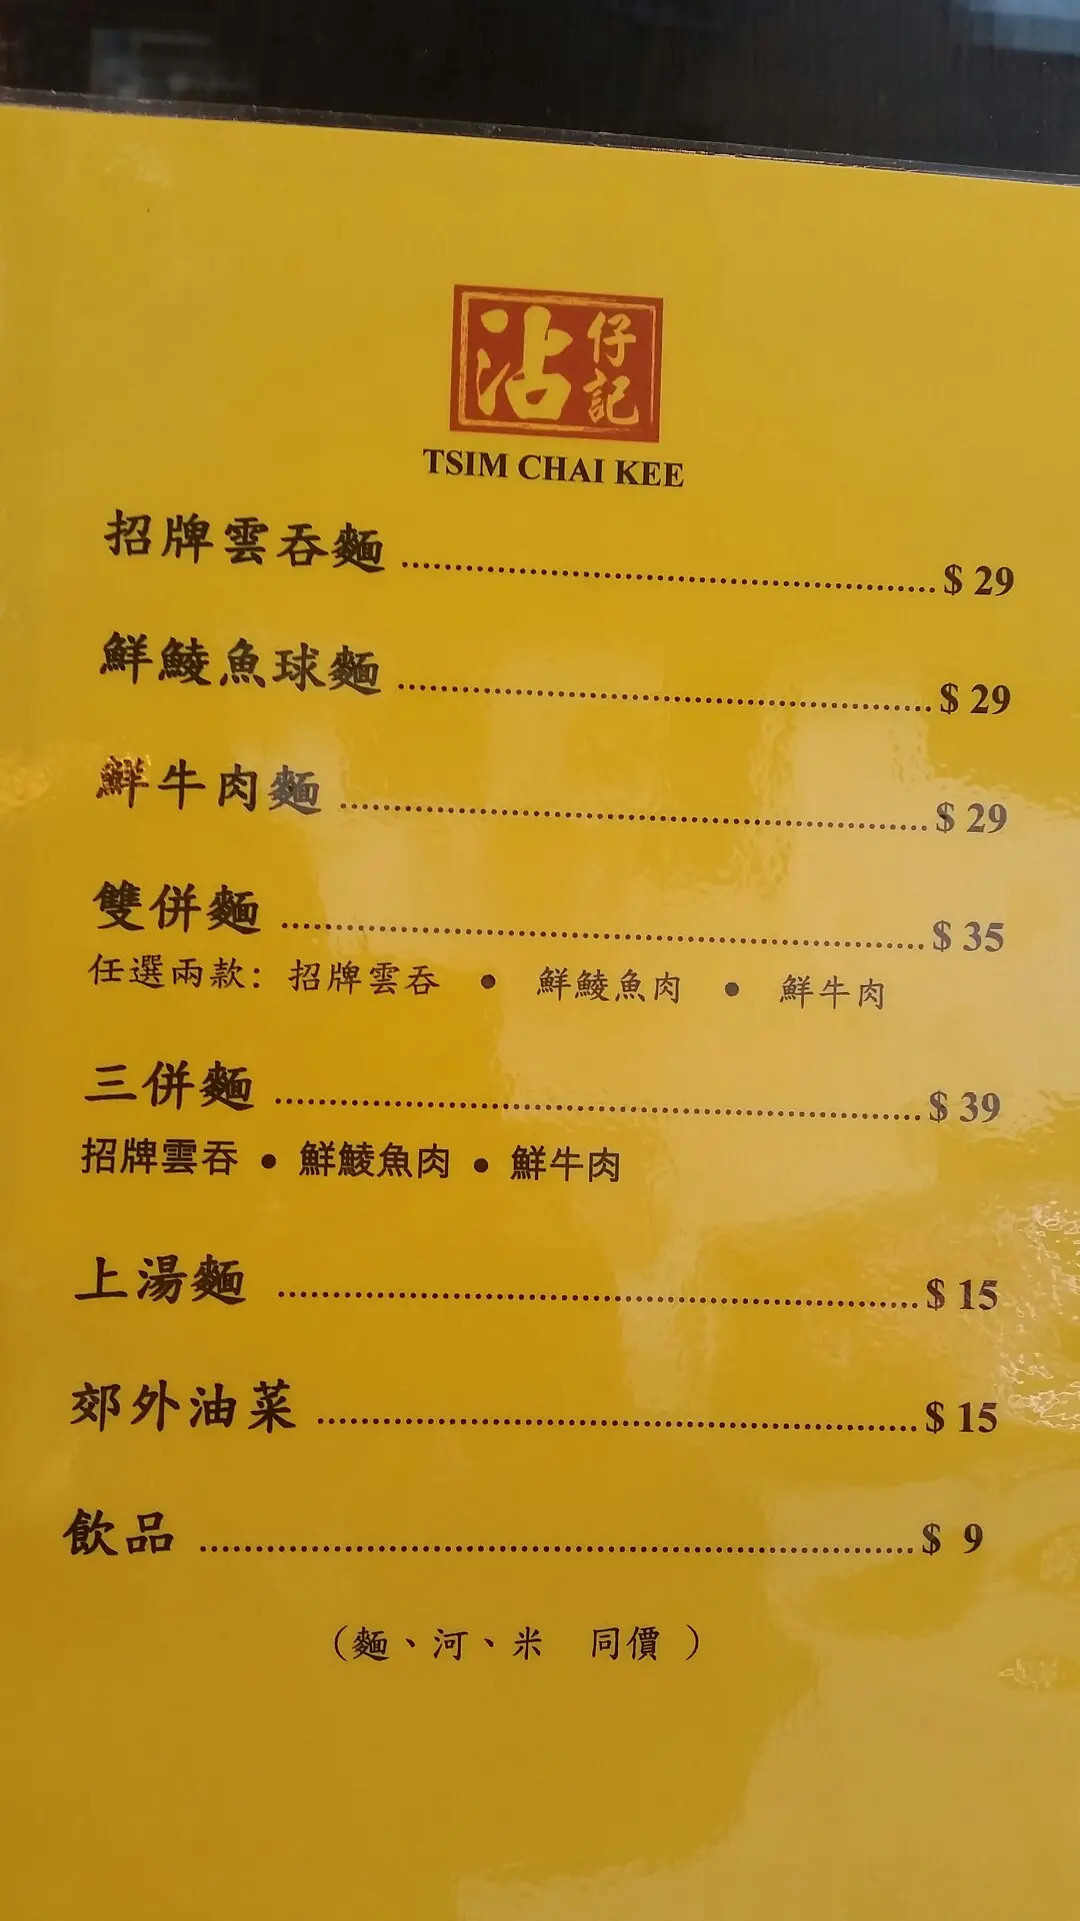 沾仔記
TSIM CHAI KEE
招牌雲吞麵 $ 29
鮮鯪魚球麵 $ 29
鮮牛肉麵 $ 29
雙併麵 $ 35
任選兩款: 招牌雲吞 • 鮮鯪魚肉 • 鮮牛肉
三併麵 $ 39
招牌雲吞 • 鮮鯪魚肉 • 鮮牛肉
上湯麵 $ 15
郊外油菜 $ 15
飲品 $ 9
(麵、河、米 同價 )